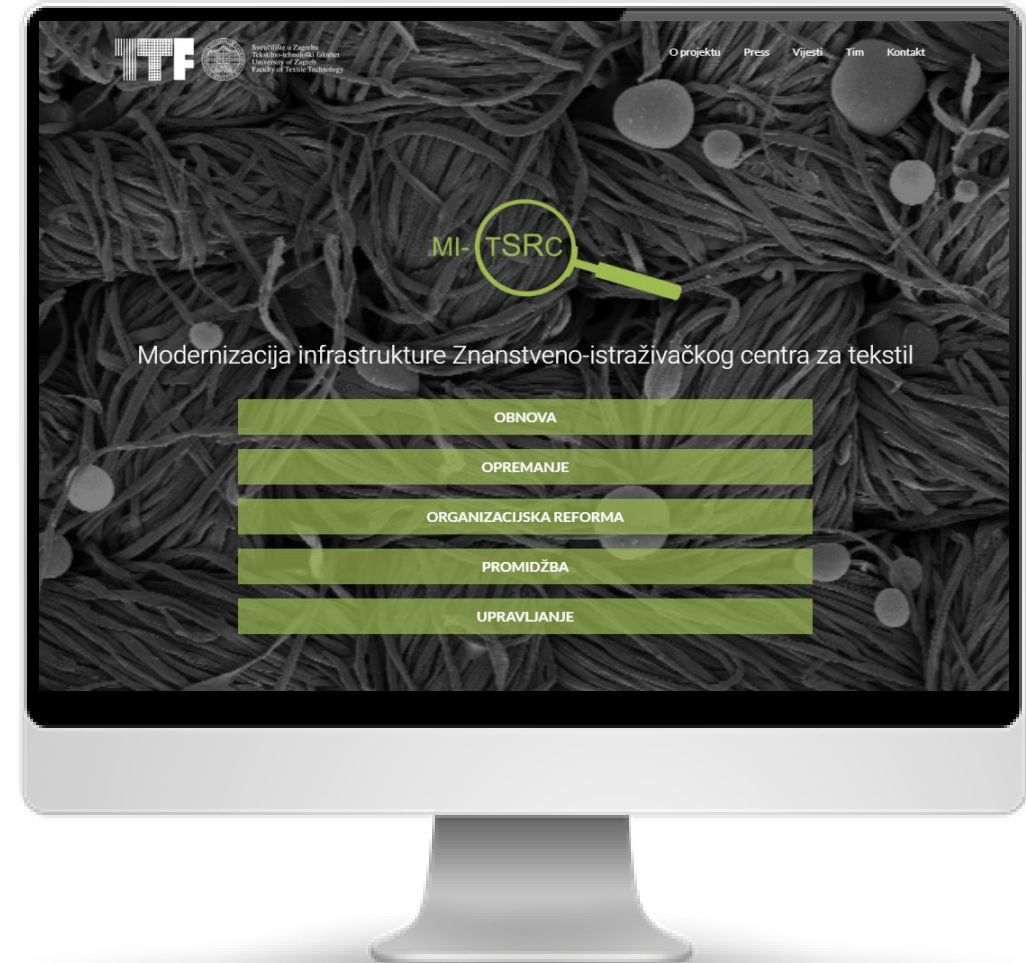 TTF
Sveučilište u Zagrebu
Tekstilno-tehnološki fakultet
University of Zagreb
Faculty of Textile Technology
O projektu Press Vijesti Tim Kontakt
MI-TSRC
Modernizacija infrastrukture Znanstveno-istraživačkog centra za tekstil
OBNOVA
OPREMANJE
ORGANIZACIJSKA REFORMA
PROMIDŽBA
UPRAVLJANJE